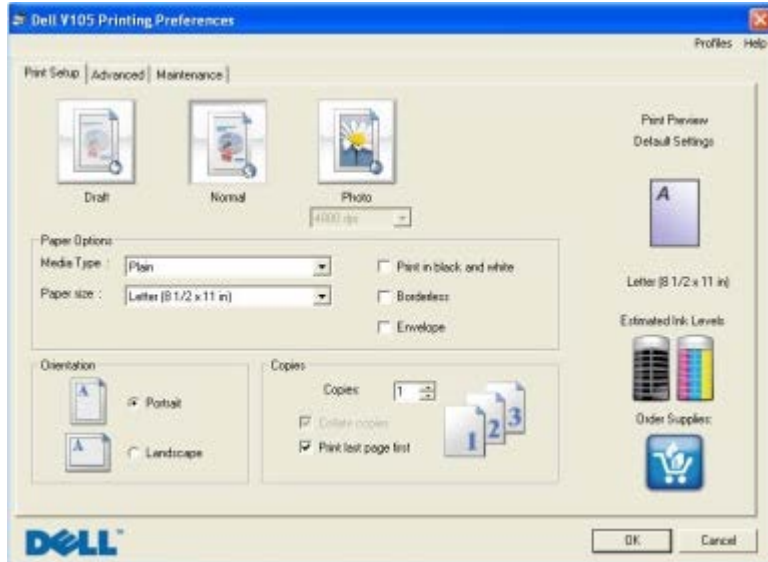 Dell V105 Printing Preferences
Profiles Help
Print Setup Advanced Maintenance
Draft
Normal
Photo
4800 dpi
Print Preview
Default Settings
A
Letter (8 1/2 x 11 in)
Paper Options
Media Type :
Plain
Paper size :
Letter (8 1/2 x 11 in)
Print in black and white
Borderless
Envelope
Estimated Ink Levels
Orientation
A
Portrait
A
Landscape
Copies
Copies:
1
Collate copies
Print last page first
1 2 3
Order Supplies:
DELL™
OK
Cancel